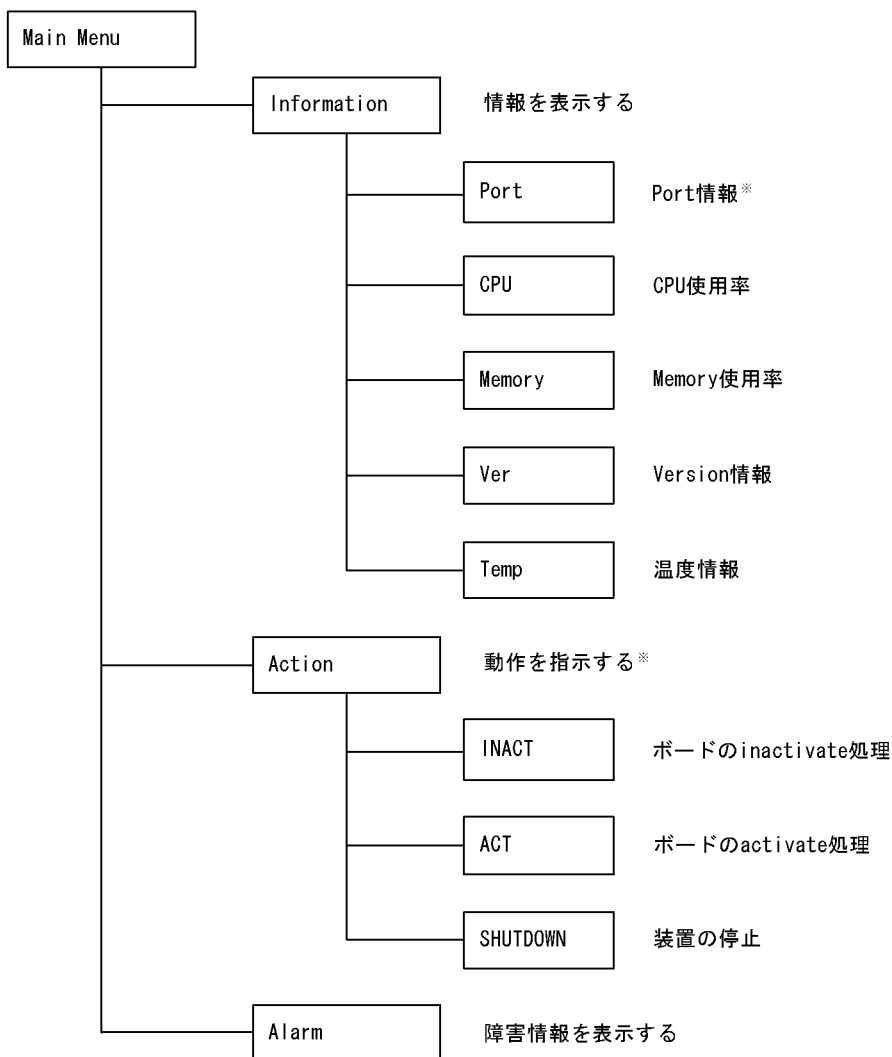 Main Menu
Information 情報を表示する
Port Port情報※
CPU CPU使用率
Memory Memory使用率
Ver Version情報
Temp 温度情報
Action 動作を指示する※
INACT ボードのinactivate処理
ACT ボードのactivate処理
SHUTDOWN 装置の停止
Alarm 障害情報を表示する